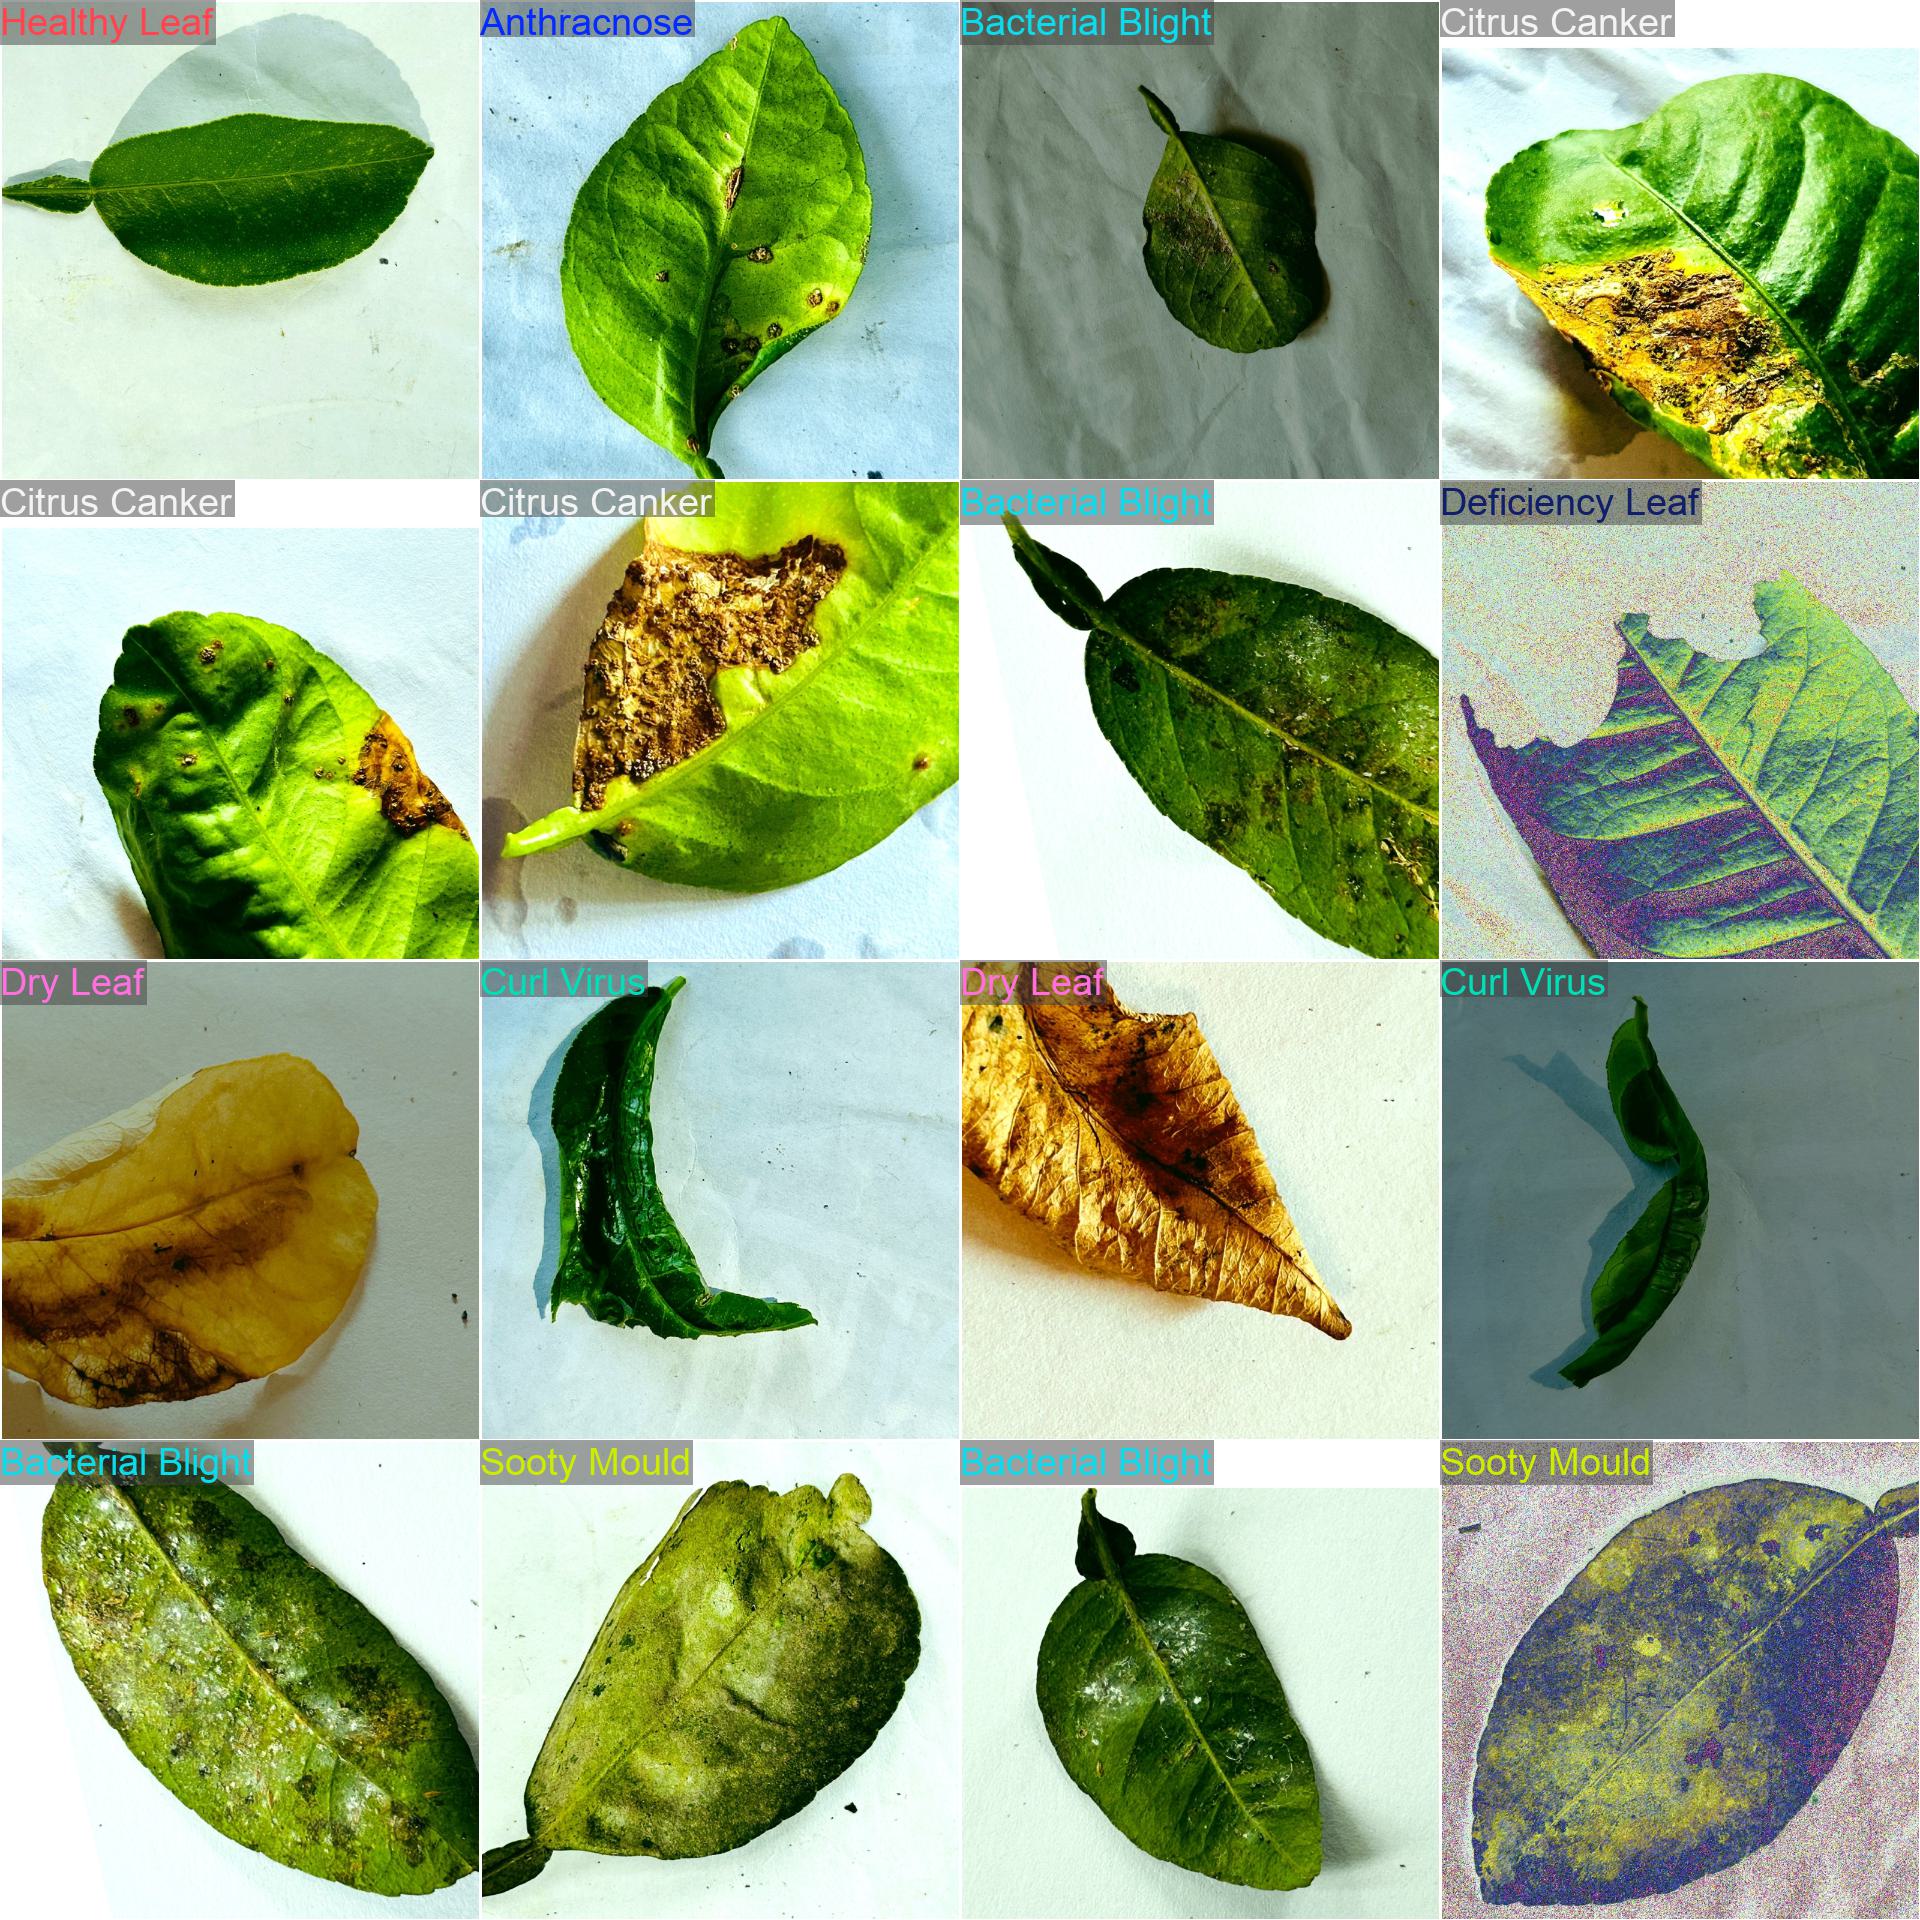 Healthy Leaf
Anthracnose
Bacterial Blight
Citrus Canker
Citrus Canker
Citrus Canker
Bacterial Blight
Deficiency Leaf
Dry Leaf
Curl Virus
Dry Leaf
Curl Virus
Bacterial Blight
Sooty Mould
Bacterial Blight
Sooty Mould